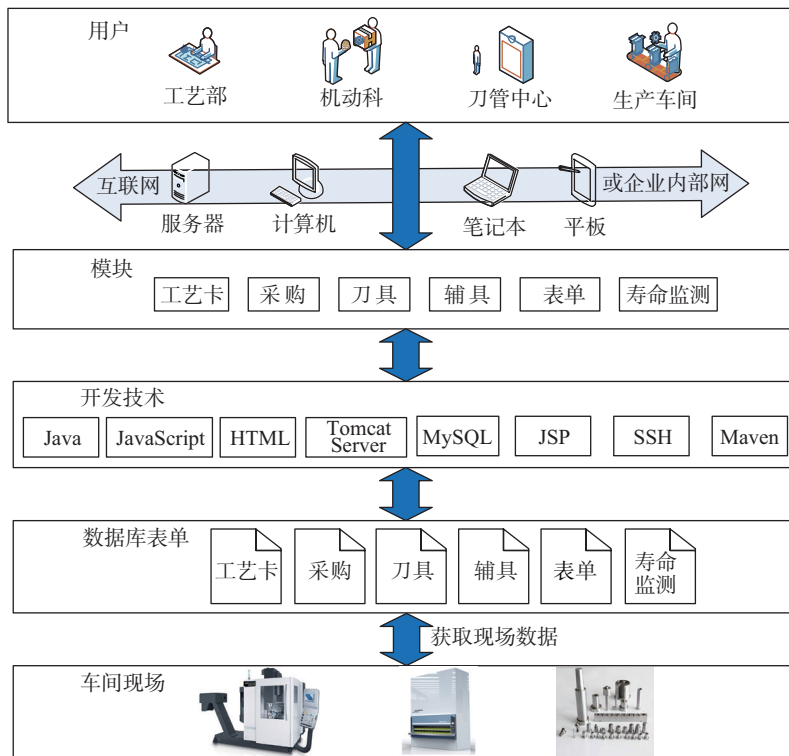 用户
工艺部
机动科
刀管中心
生产车间
互联网
或企业内部网
服务器
计算机
笔记本
平板
模块
工艺卡
采购
刀具
辅具
表单
寿命监测
开发技术
Java
JavaScript
HTML
Tomcat
Server
MySQL
JSP
SSH
Maven
数据库表单
工艺卡
采购
刀具
辅具
表单
寿命
监测
获取现场数据
车间现场